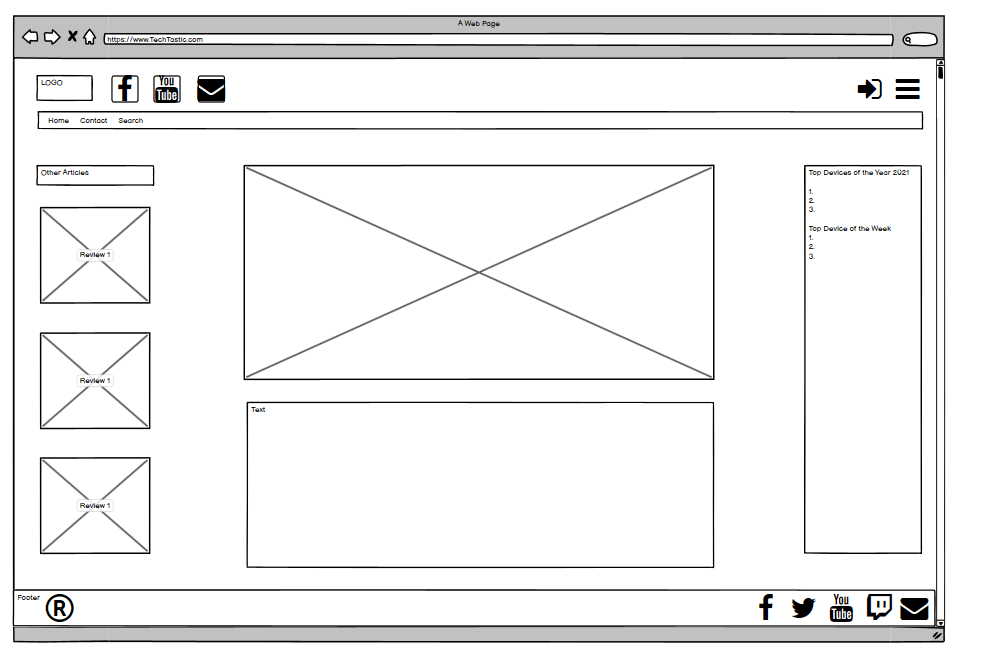 A Web Page
https://www.TechTastic.com
LOGO
You
Tube
Home Contact Search
Other Articles
Review 1
Review 1
Review 1
Text
Top Devices of the Year 2021
1.
2.
3.
Top Device of the Week
1.
2.
3.
Footer
®
You
Tube